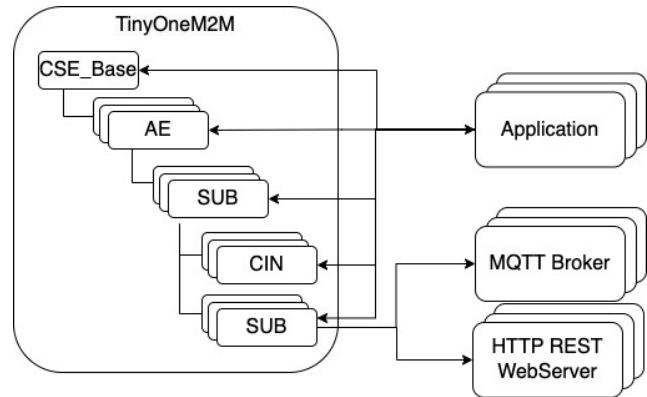 TinyOneM2M
CSE_Base
AE
Application
SUB
CIN
MQTT Broker
SUB
HTTP REST
WebServer